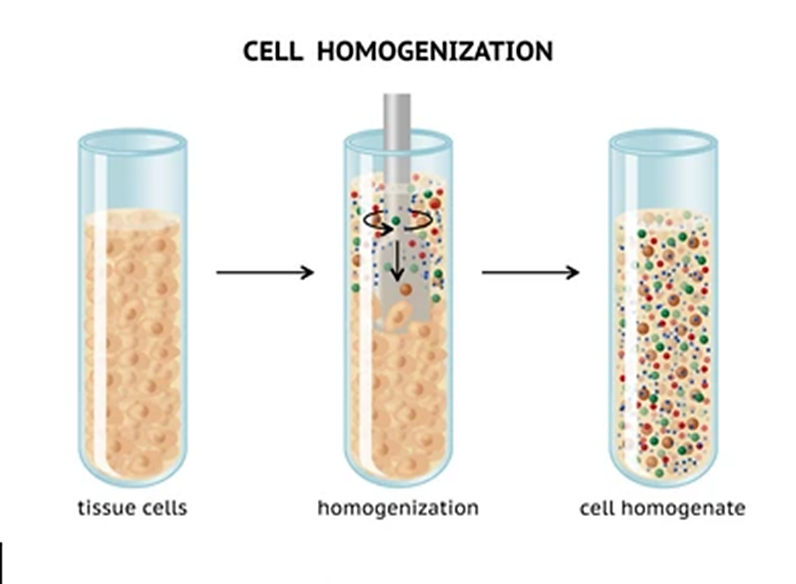 CELL HOMOGENIZATION
tissue cells
homogenization
cell homogenate